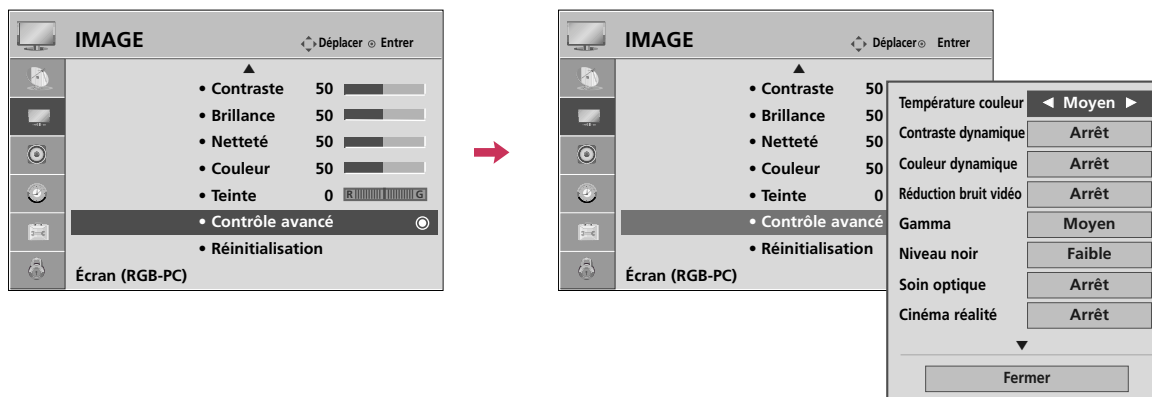 IMAGE
Déplacer Entrer
• Contraste 50
• Brillance 50
• Netteté 50
• Couleur 50
• Teinte 0 R G
• Contrôle avancé
• Réinitialisation
Écran (RGB-PC)
IMAGE
Déplacer Entrer
• Contraste 50
• Brillance 50
• Netteté 50
• Couleur 50
• Teinte 0
• Contrôle avancé
• Réinitialisation
Écran (RGB-PC)
Température couleur ◀ Moyen ▶
Contraste dynamique Arrêt
Couleur dynamique Arrêt
Réduction bruit vidéo Arrêt
Gamma Moyen
Niveau noir Faible
Soin optique Arrêt
Cinéma réalité Arrêt
Fermer